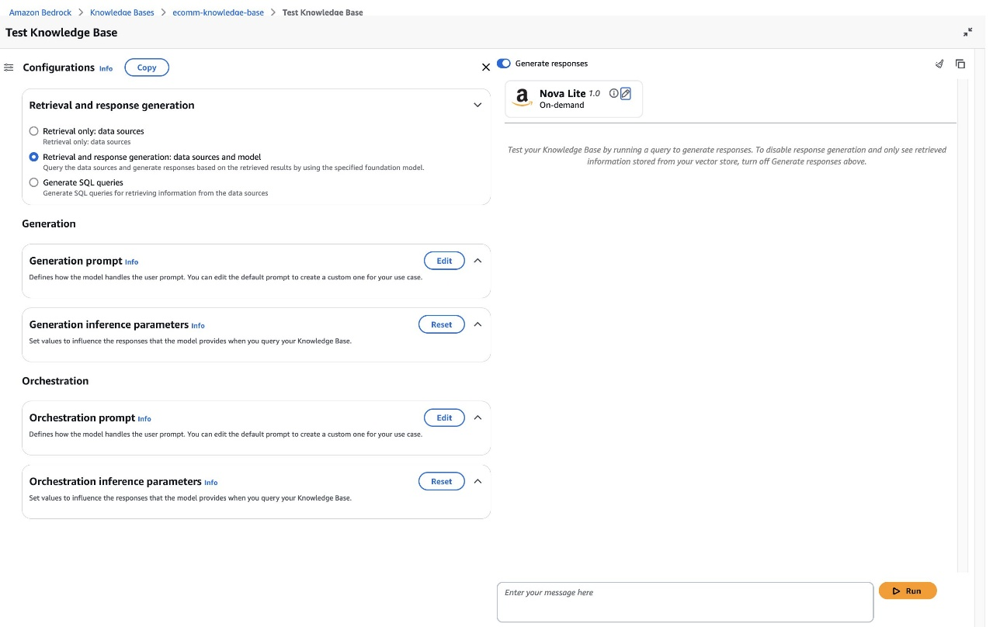 Amazon Bedrock > Knowledge Bases > ecomm-knowledge-base > Test Knowledge Base
Test Knowledge Base
Configurations Info Copy
Retrieval and response generation
Retrieval only: data sources
Retrieval only: data sources
Retrieval and response generation: data sources and model
Query the data sources and generate responses based on the retrieved results by using the specified foundation model.
Generate SQL queries
Generate SQL queries for retrieving information from the data sources
Generation
Generation prompt Info Edit
Defines how the model handles the user prompt. You can edit the default prompt to create a custom one for your use case.
Generation inference parameters Info Reset
Set values to influence the responses that the model provides when you query your Knowledge Base.
Orchestration
Orchestration prompt Info Edit
Defines how the model handles the user prompt. You can edit the default prompt to create a custom one for your use case.
Orchestration inference parameters Info Reset
Set values to influence the responses that the model provides when you query your Knowledge Base.
Generate responses
a Nova Lite 1.0
On-demand
Test your Knowledge Base by running a query to generate responses. To disable response generation and only see retrieved
information stored from your vector store, turn off Generate responses above.
Enter your message here
Run